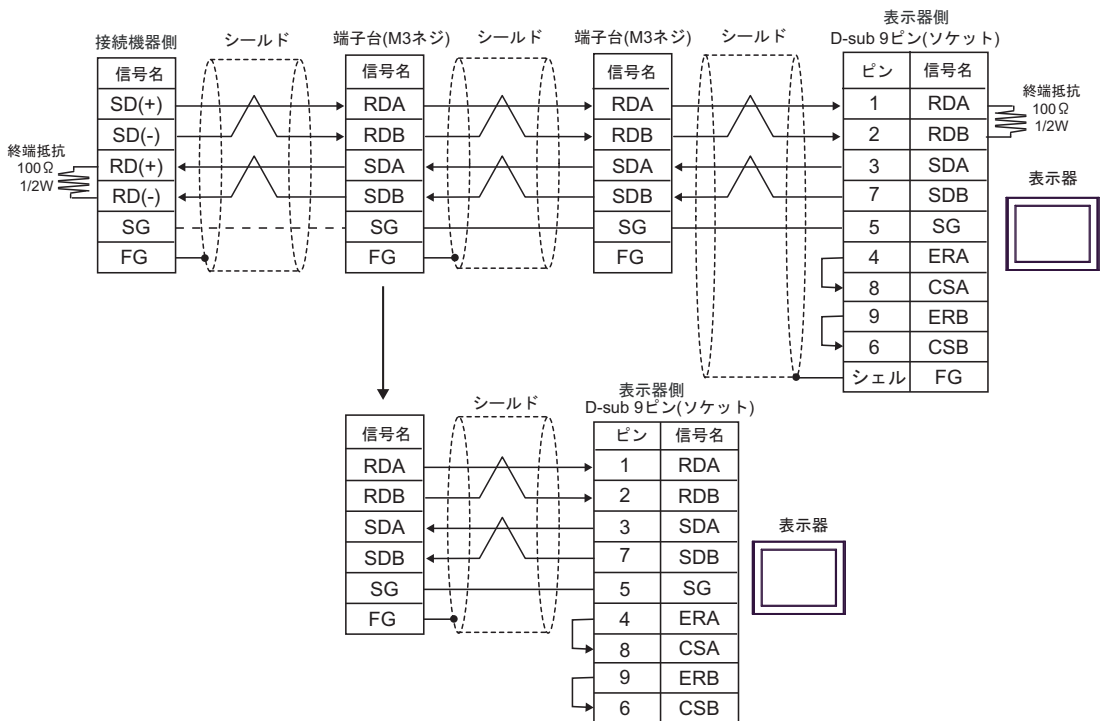 接続機器側
信号名
SD(+)
SD(-)
RD(+)
RD(-)
SG
FG
終端抵抗
100Ω
1/2W
シールド
端子台(M3ネジ)
信号名
RDA
RDB
SDA
SDB
SG
FG
シールド
端子台(M3ネジ)
信号名
RDA
RDB
SDA
SDB
SG
FG
シールド
表示器側
D-sub 9ピン(ソケット)
ピン 信号名
1 RDA
2 RDB
3 SDA
7 SDB
5 SG
4 ERA
8 CSA
9 ERB
6 CSB
シェル FG
終端抵抗
100Ω
1/2W
表示器
信号名
RDA
RDB
SDA
SDB
SG
FG
シールド
表示器側
D-sub 9ピン(ソケット)
ピン 信号名
1 RDA
2 RDB
3 SDA
7 SDB
5 SG
4 ERA
8 CSA
9 ERB
6 CSB
表示器